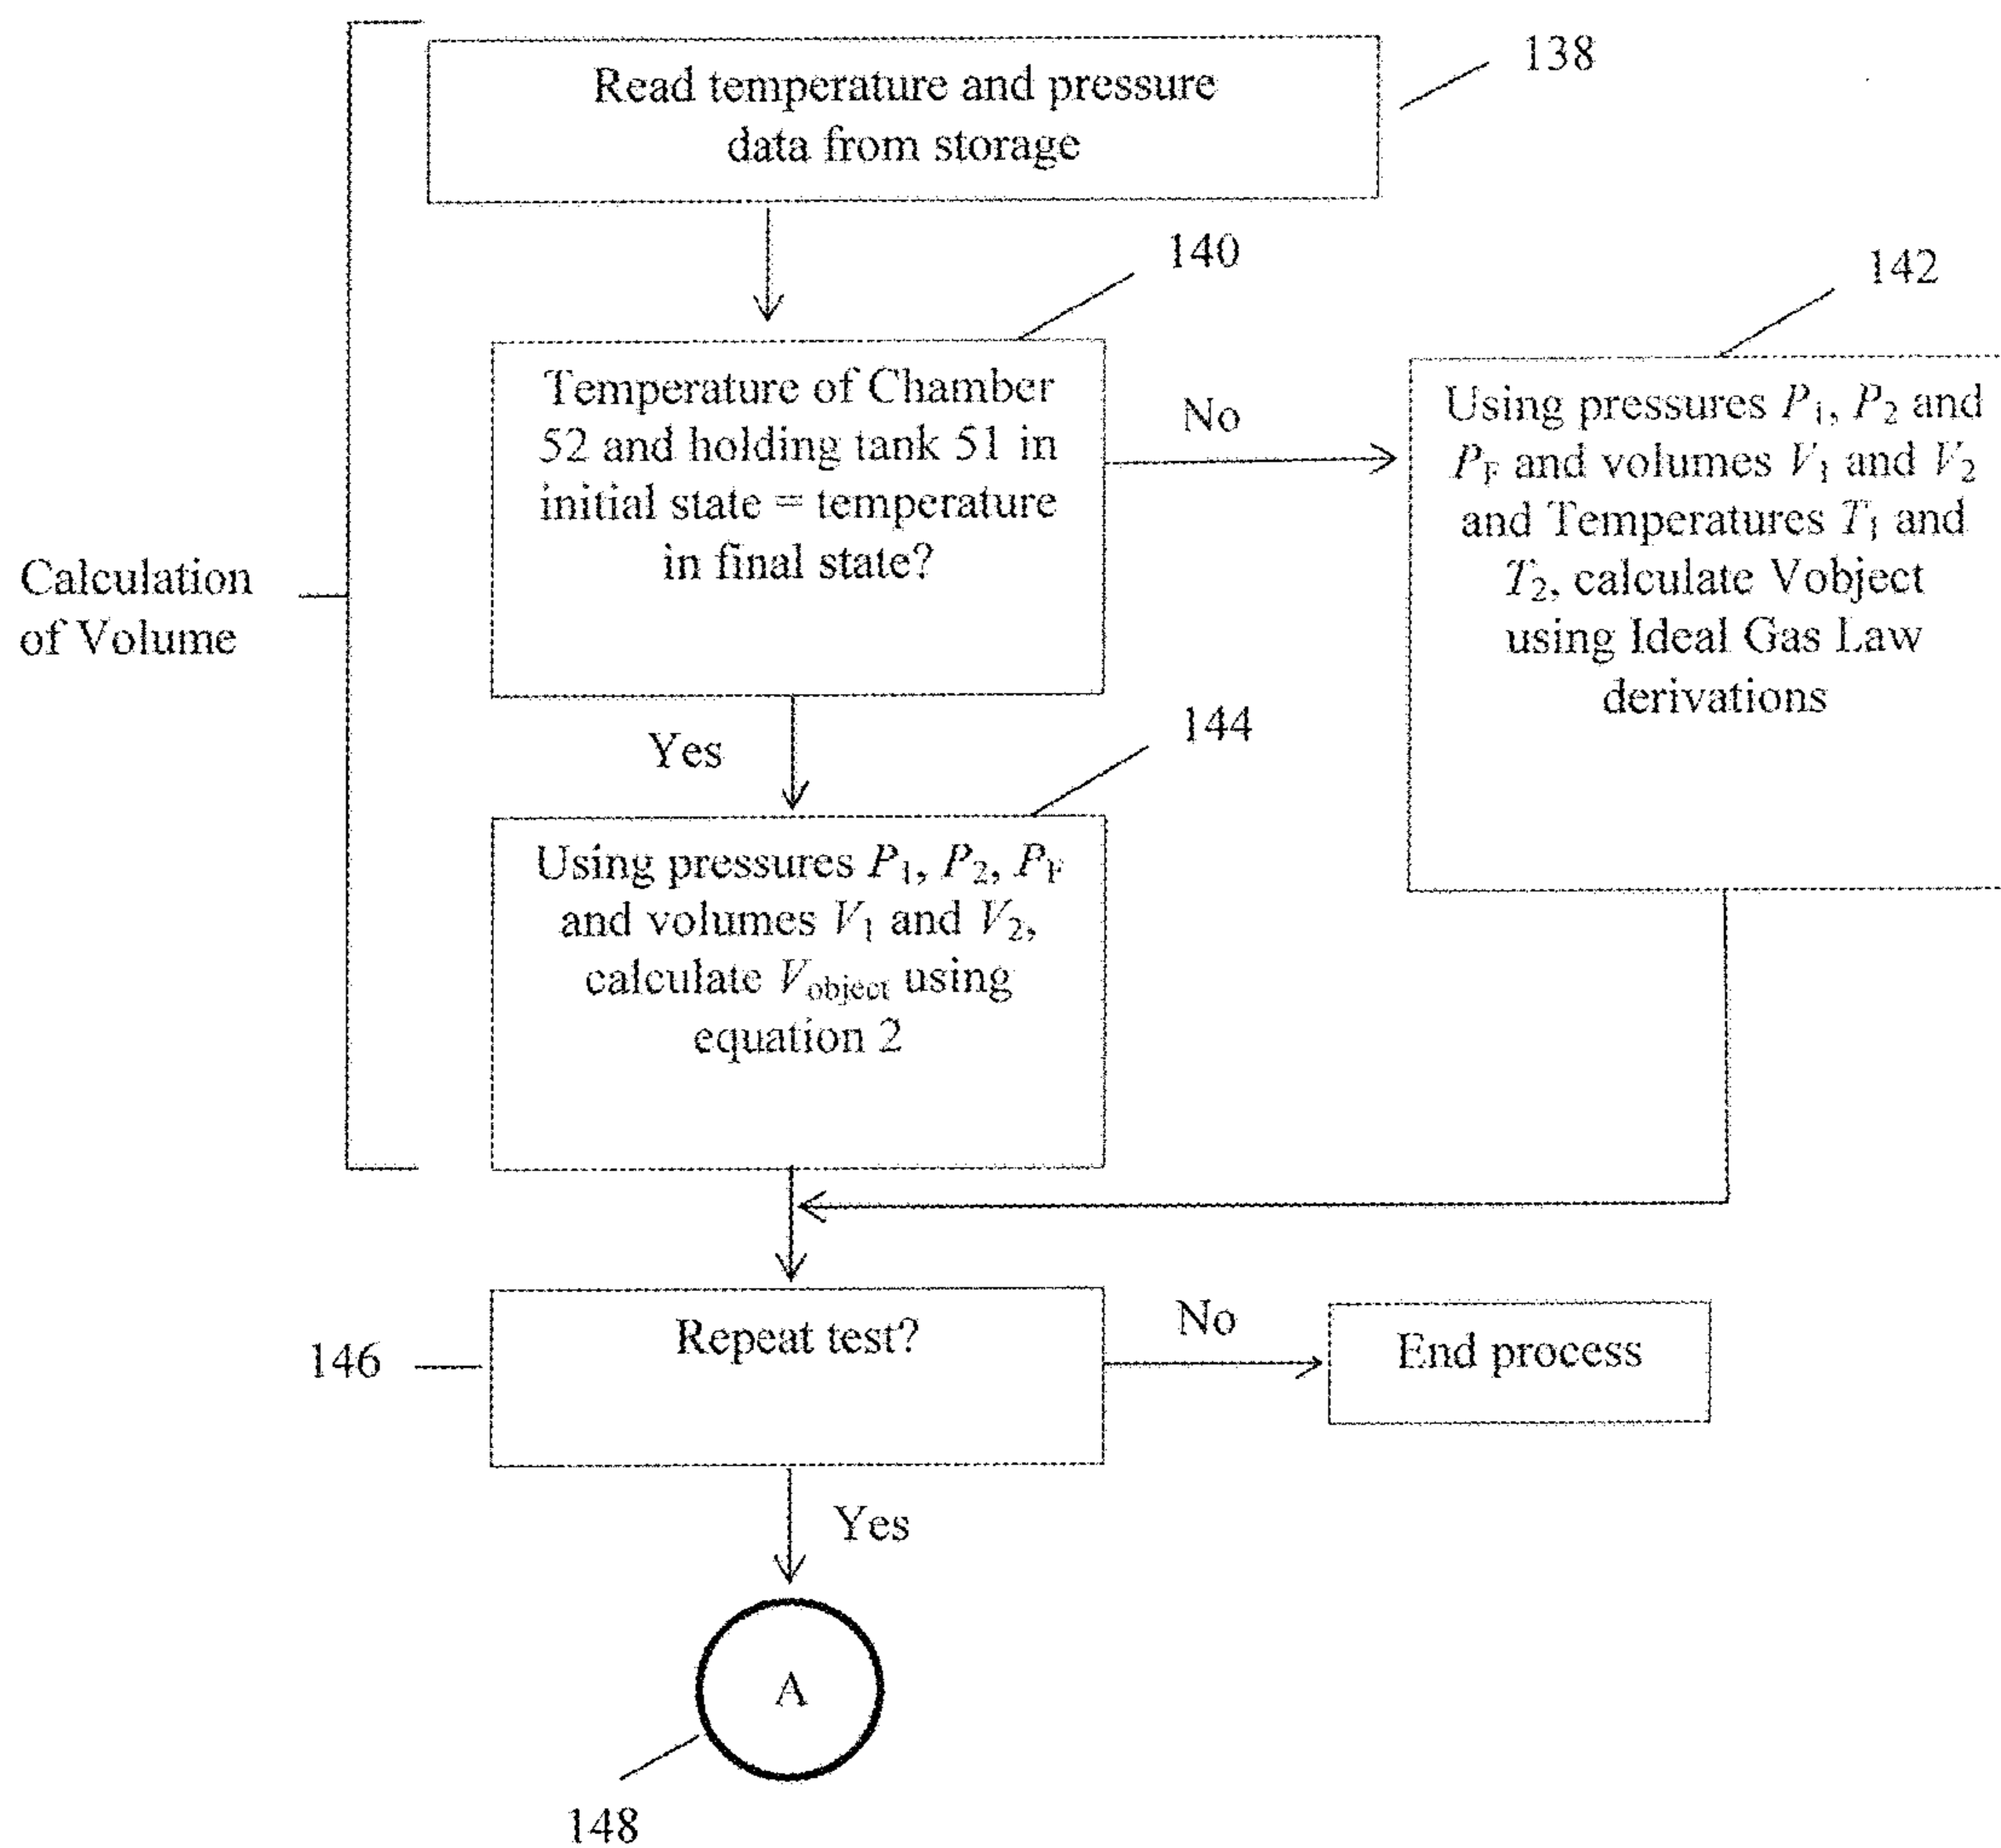 138
Read temperature and pressure
data from storage
140
142
Temperature of Chamber
52 and holding tank 51 in
initial state = temperature
in final state?
No
Using pressures P₁, P₂ and
P_F and volumes V₁ and V₂
and Temperatures T₁ and
T₂, calculate Vobject
using Ideal Gas Law
derivations
Calculation
of Volume
Yes
144
Using pressures P₁, P₂, P_F
and volumes V₁ and V₂,
calculate V_object using
equation 2
146
Repeat test?
No
End process
Yes
A
148